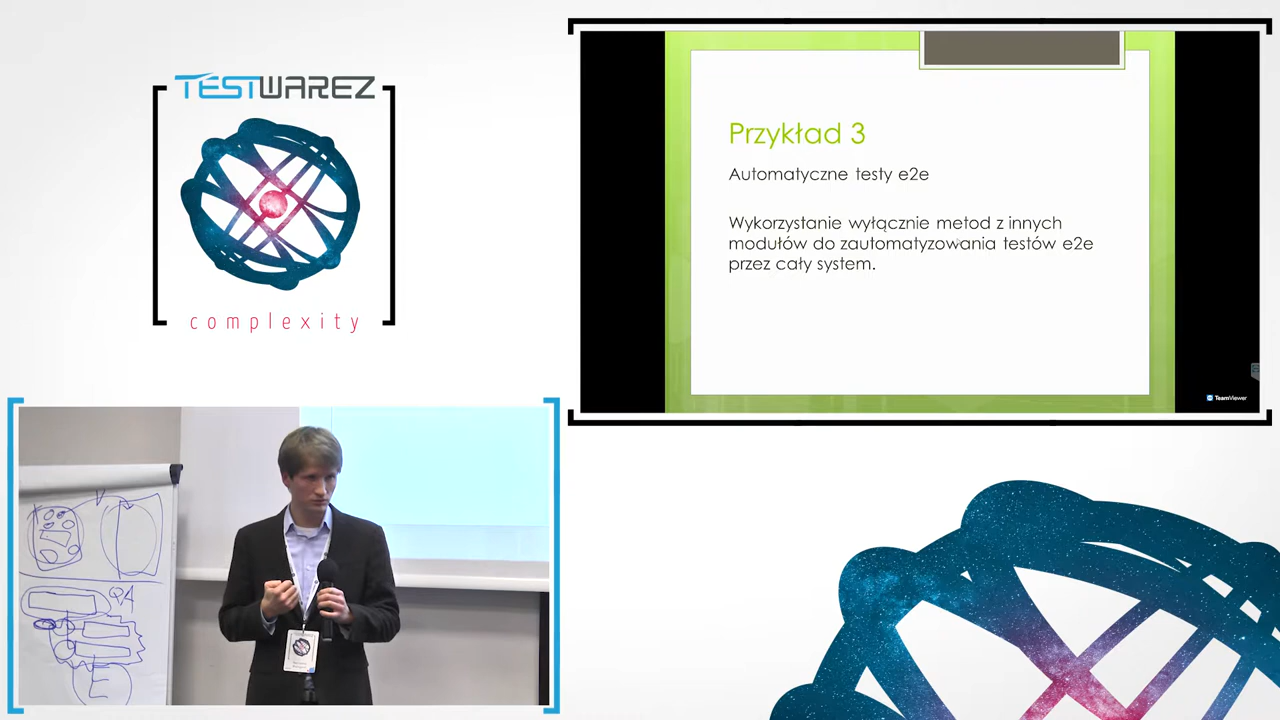 TESTWAREZ
complexity
Przykład 3
Automatyczne testy e2e
Wykorzystanie wyłącznie metod z innych
modułów do zautomatyzowania testów e2e
przez cały system.
TeamViewer
QA
E